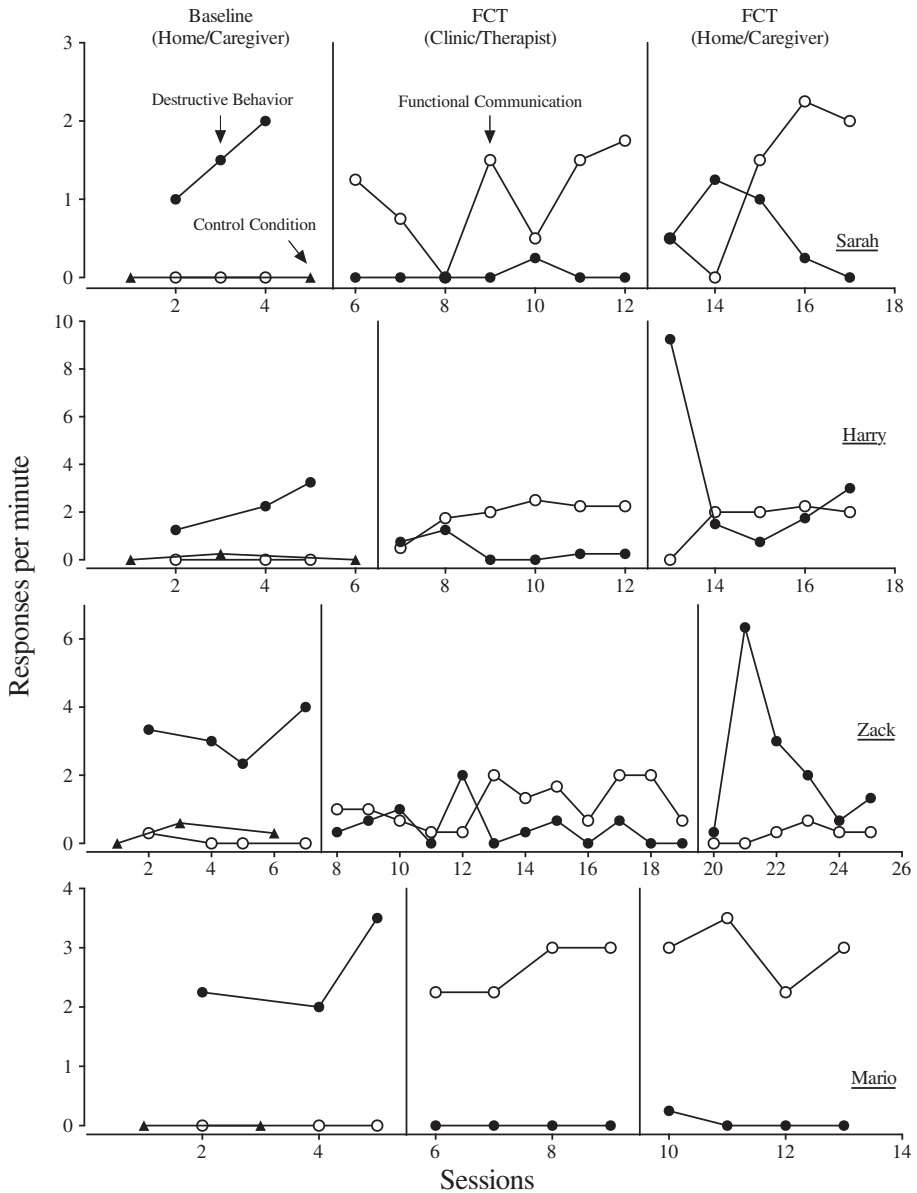 Baseline
(Home/Caregiver)
FCT
(Clinic/Therapist)
FCT
(Home/Caregiver)
3
2
1
0
Destructive Behavior
Control Condition
Functional Communication
Sarah
2 4 6 8 10 12 14 16 18
10
8
6
4
2
0
Harry
2 4 6 8 10 12 14 16 18
6
4
2
0
Zack
2 4 6 8 10 12 14 16 18 20 22 24 26
4
3
2
1
0
Mario
2 4 6 8 10 12 14
Responses per minute
Sessions